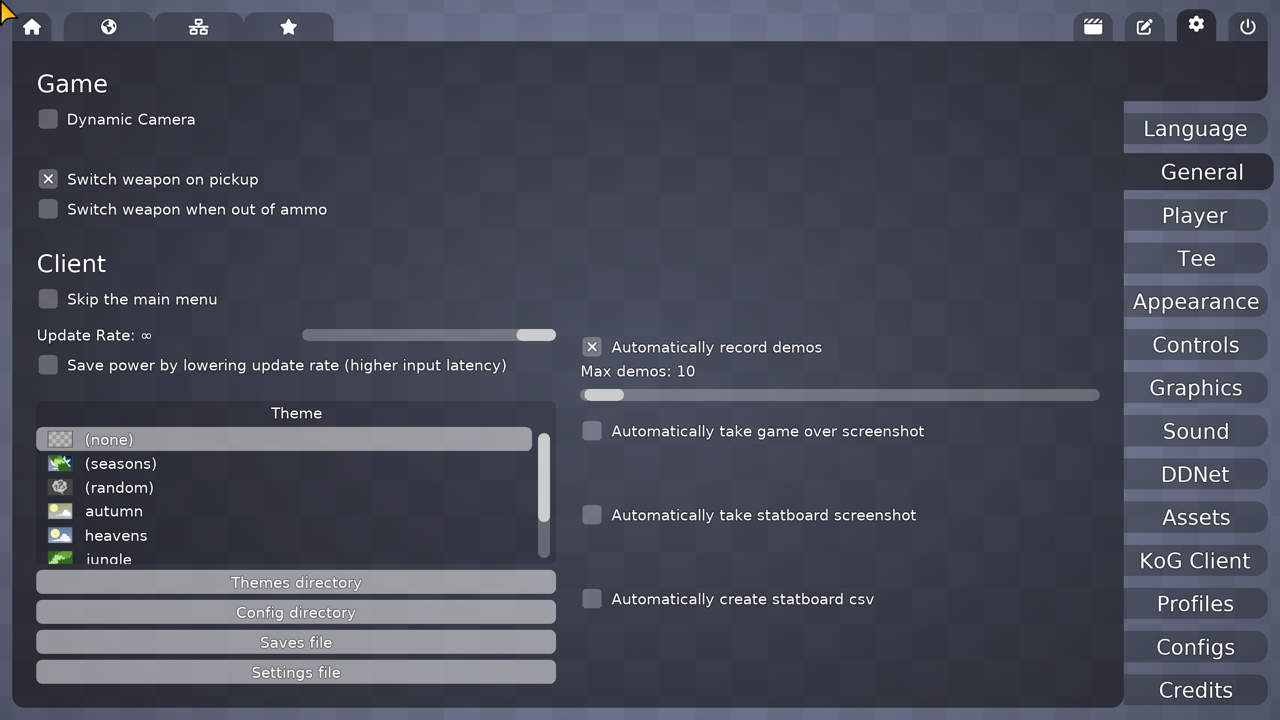 Game
Dynamic Camera
Switch weapon on pickup
Switch weapon when out of ammo
Client
Skip the main menu
Update Rate: ∞
Save power by lowering update rate (higher input latency)
Theme
(none)
(seasons)
(random)
autumn
heavens
jungle
Themes directory
Config directory
Saves file
Settings file
Automatically record demos
Max demos: 10
Automatically take game over screenshot
Automatically take statboard screenshot
Automatically create statboard csv
Language
General
Player
Tee
Appearance
Controls
Graphics
Sound
DDNet
Assets
KoG Client
Profiles
Configs
Credits